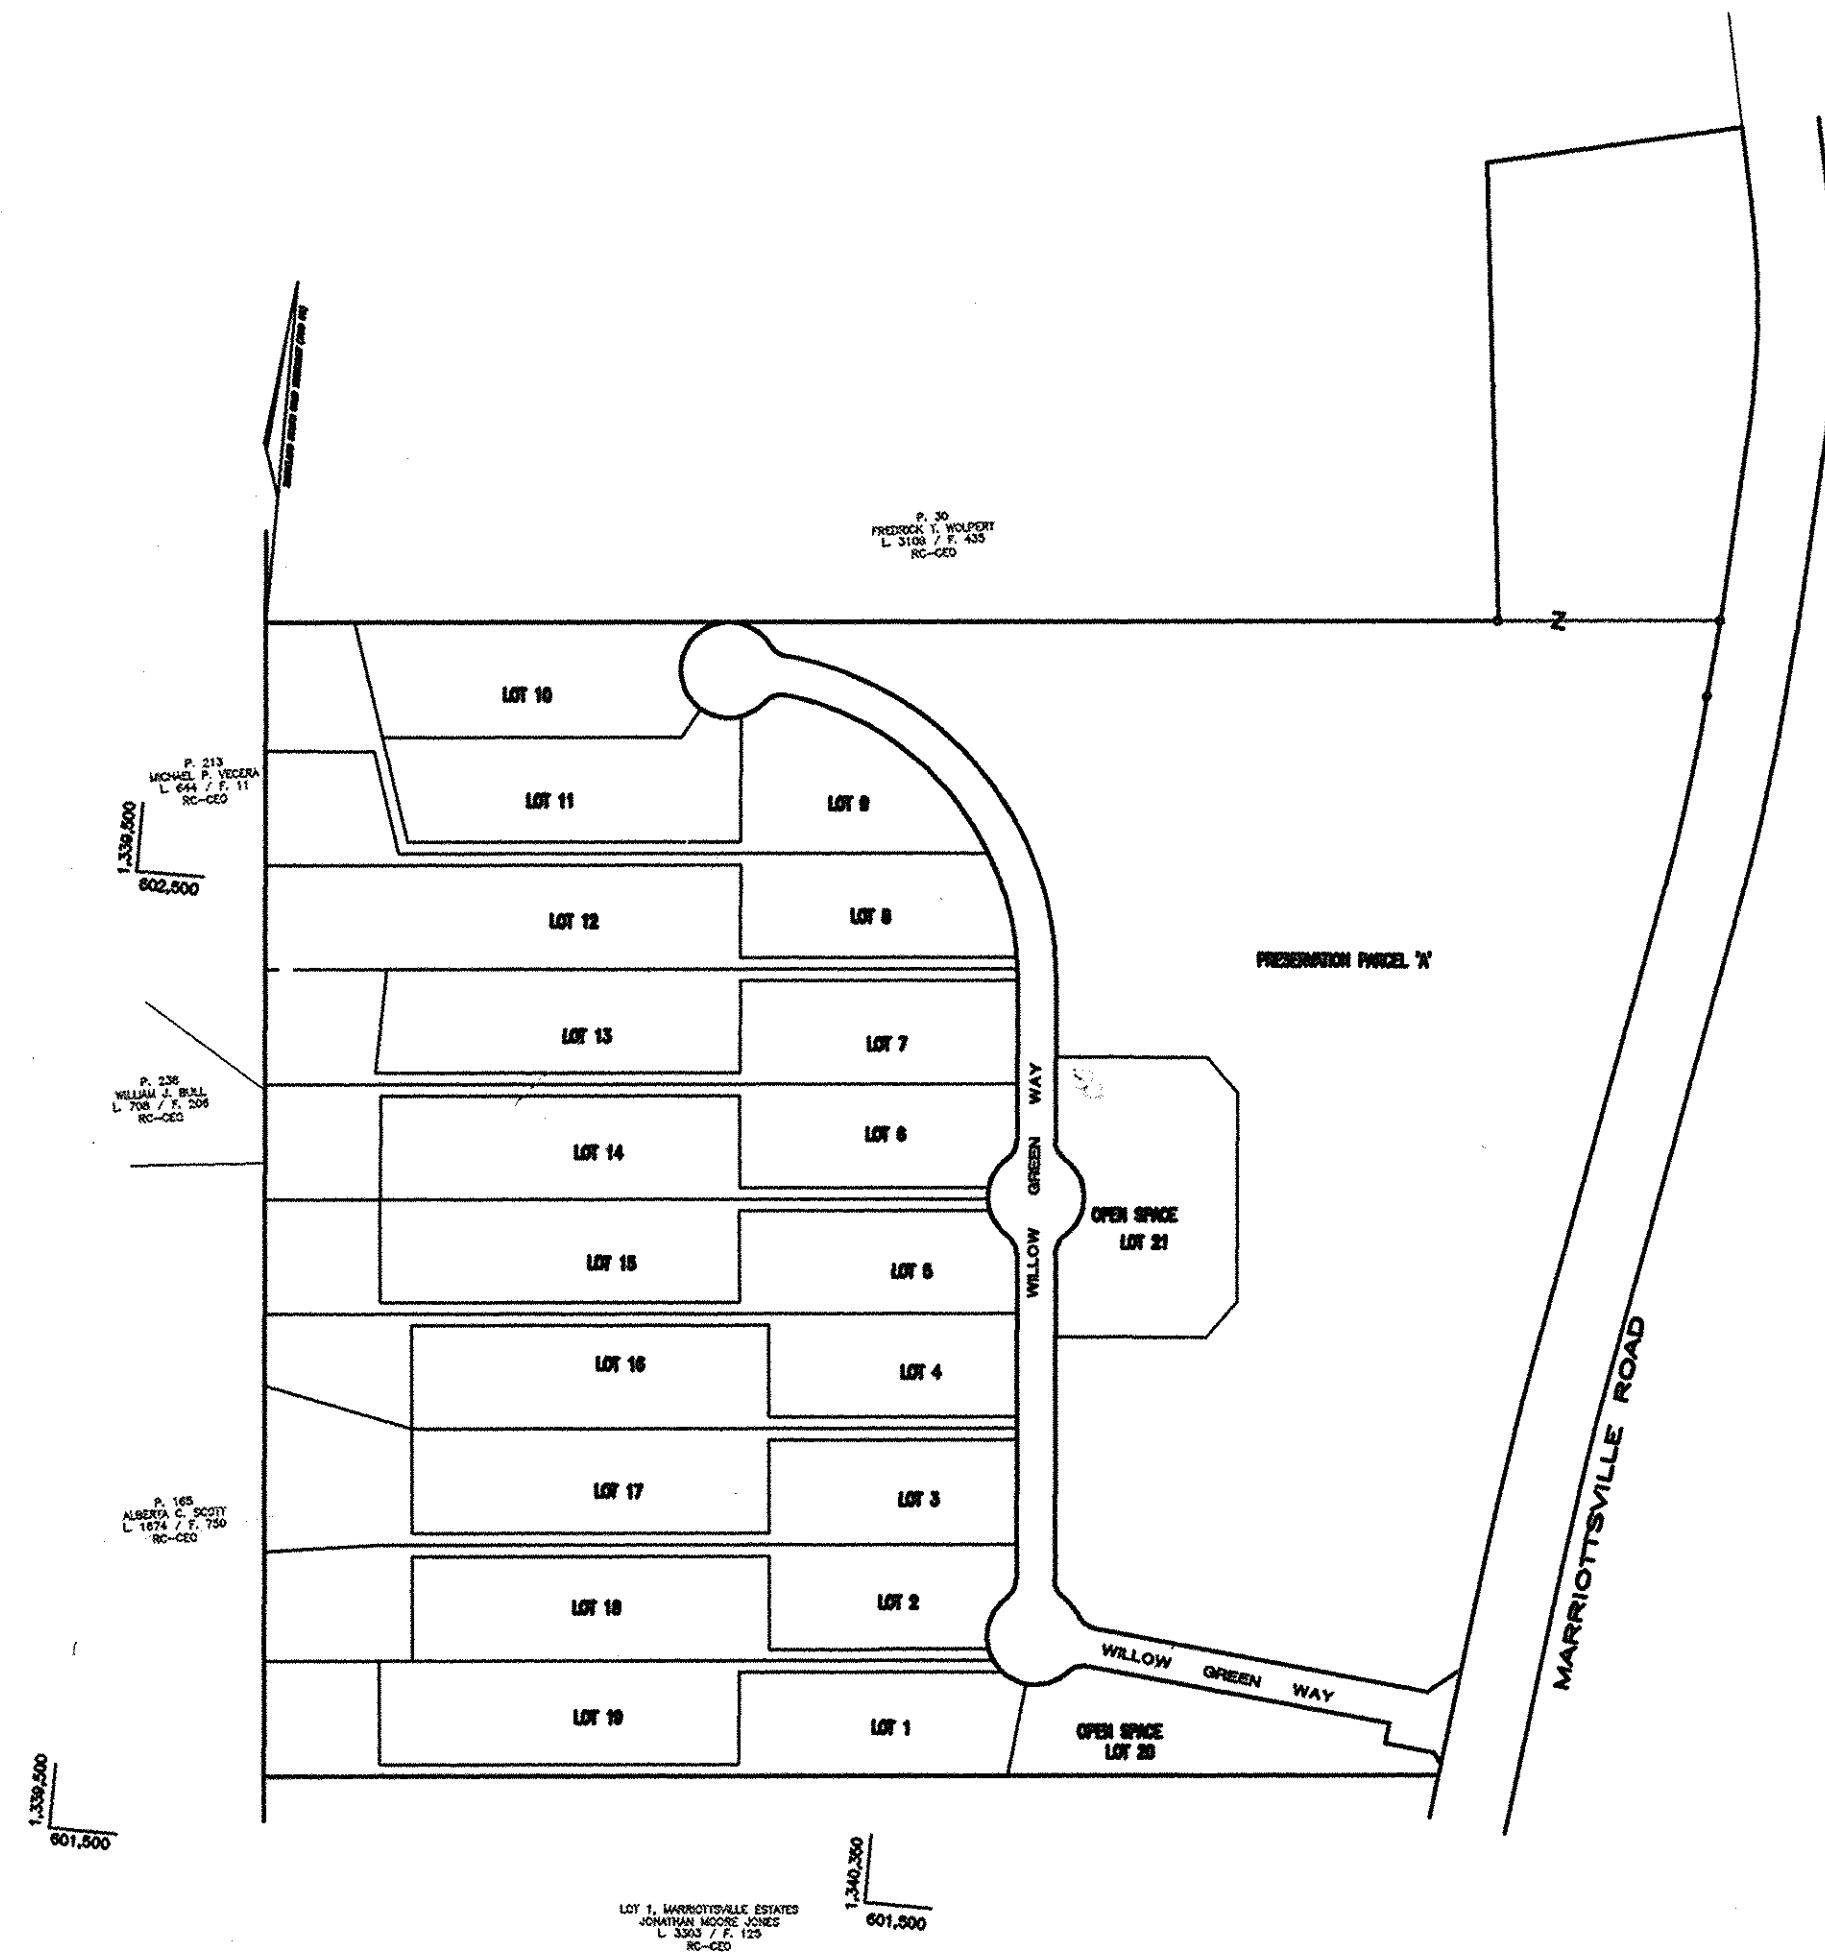 P. 30
FREDRICK T. WOLPERT
L. 3109 / F. 435
RC-CEO
LOT 10
P. 213
MICHAEL P. VECERA
L. 644 / F. 11
RC-CEO
LOT 11
LOT 9
1,339,500
602,500
LOT 12
LOT 8
PRESERVATION PARCEL 'A'
LOT 13
LOT 7
P. 236
WILLIAM J. BULL
L. 708 / F. 206
RC-CEO
LOT 14
LOT 6
WILLOW GREEN WAY
OPEN SPACE
LOT 21
LOT 15
LOT 5
LOT 16
LOT 4
MARRIOTTSVILLE ROAD
LOT 17
LOT 3
P. 165
ALBERTA C. SCOTT
L. 1674 / F. 750
RC-CEO
LOT 18
LOT 2
WILLOW GREEN WAY
LOT 19
LOT 1
OPEN SPACE
LOT 20
1,339,500
601,500
1,340,350
601,500
LOT 1, MARRIOTTSVILLE ESTATES
JONATHAN MOORE JONES
L. 3303 / F. 125
RC-CEO